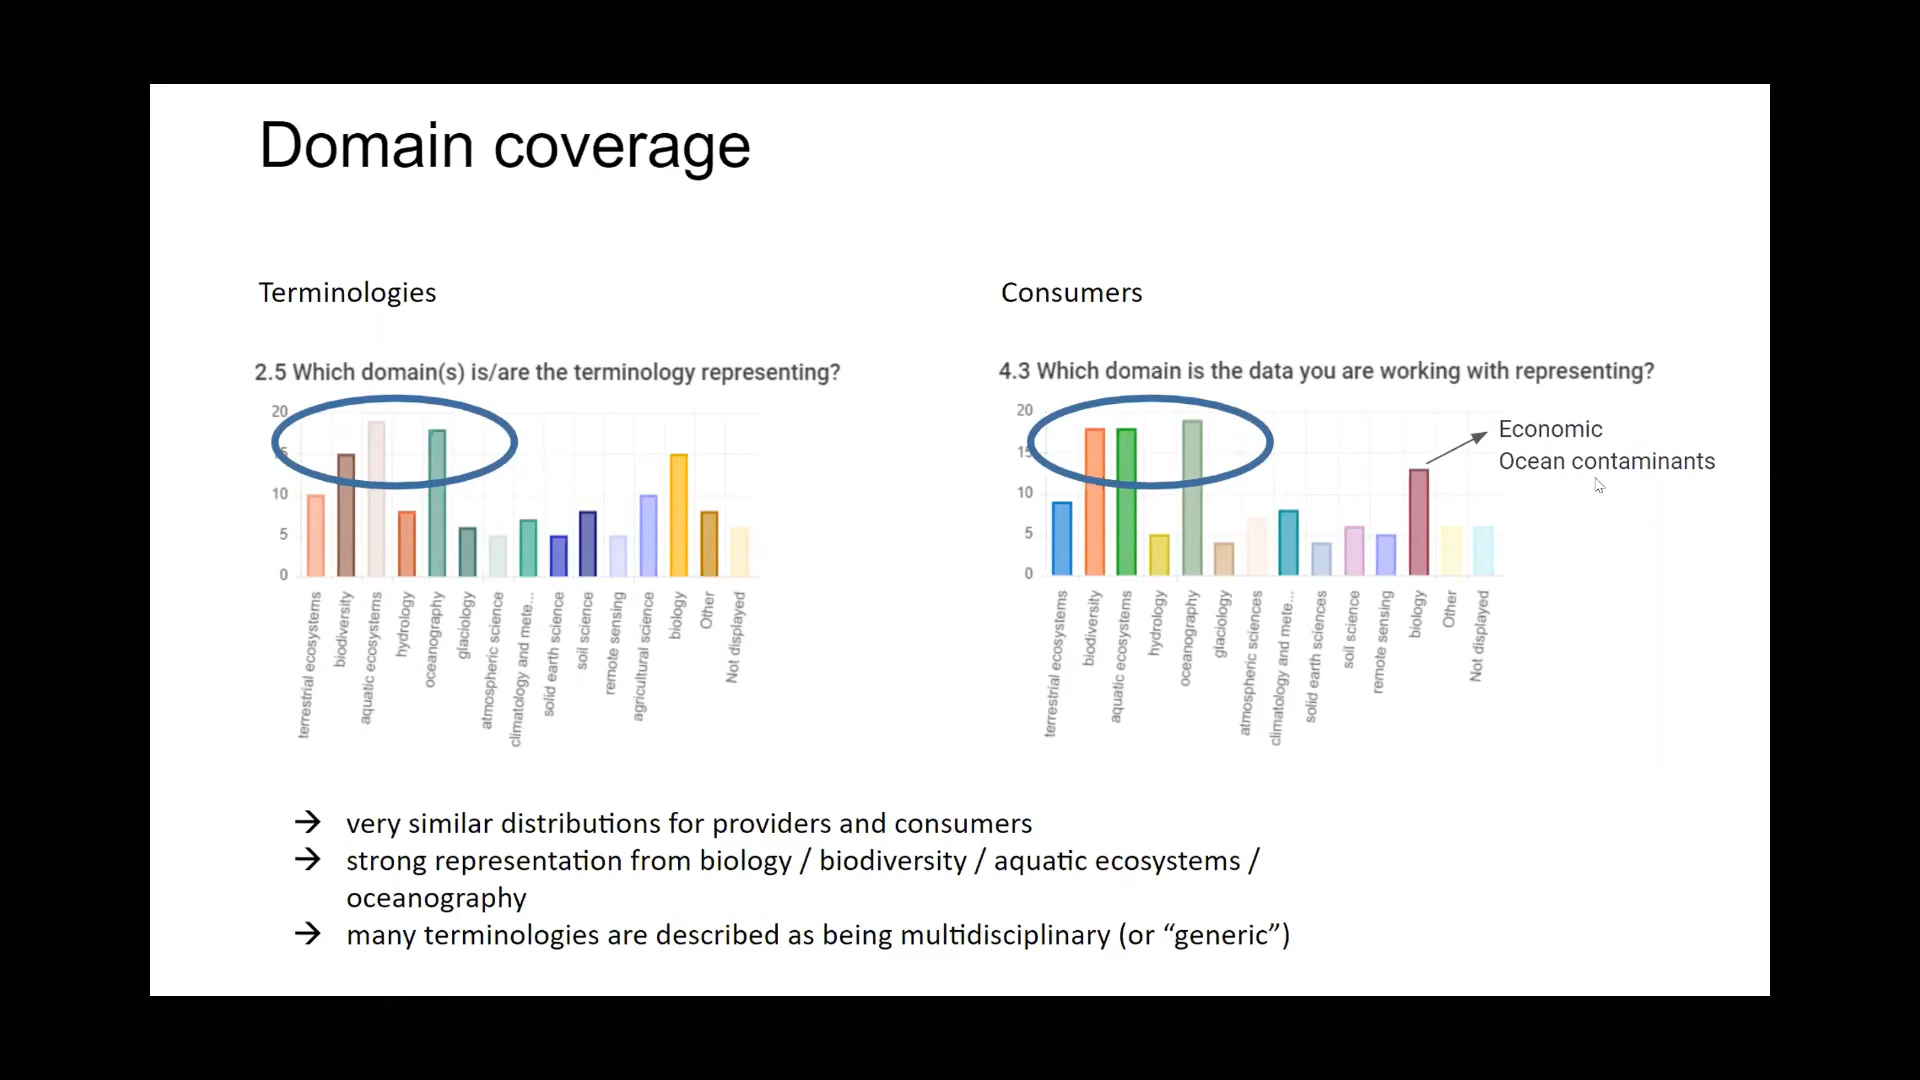 Domain coverage
Terminologies
2.5 Which domain(s) is/are the terminology representing?
20
10
5
0
terrestrial ecosystems
biodiversity
aquatic ecosystems
hydrology
oceanography
glaciology
atmospheric science
climatology and mete...
solid earth science
soil science
remote sensing
agricultural science
biology
Other
Not displayed
Consumers
4.3 Which domain is the data you are working with representing?
20
15
10
5
0
terrestrial ecosystems
biodiversity
aquatic ecosystems
hydrology
oceanography
glaciology
atmospheric sciences
climatology and mete...
solid earth sciences
soil science
remote sensing
biology
Other
Not displayed
Economic
Ocean contaminants
→ very similar distributions for providers and consumers
→ strong representation from biology / biodiversity / aquatic ecosystems /
oceanography
→ many terminologies are described as being multidisciplinary (or “generic”)